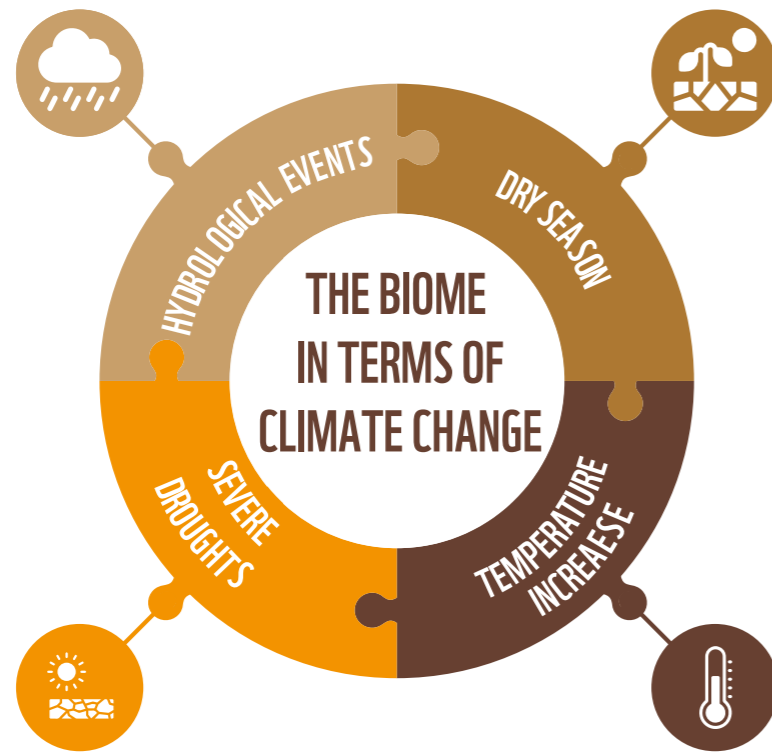 HYDROLOGICAL EVENTS
DRY SEASON
THE BIOME
IN TERMS OF
CLIMATE CHANGE
SEVERE
DROUGHTS
TEMPERATURE
INCREAESE